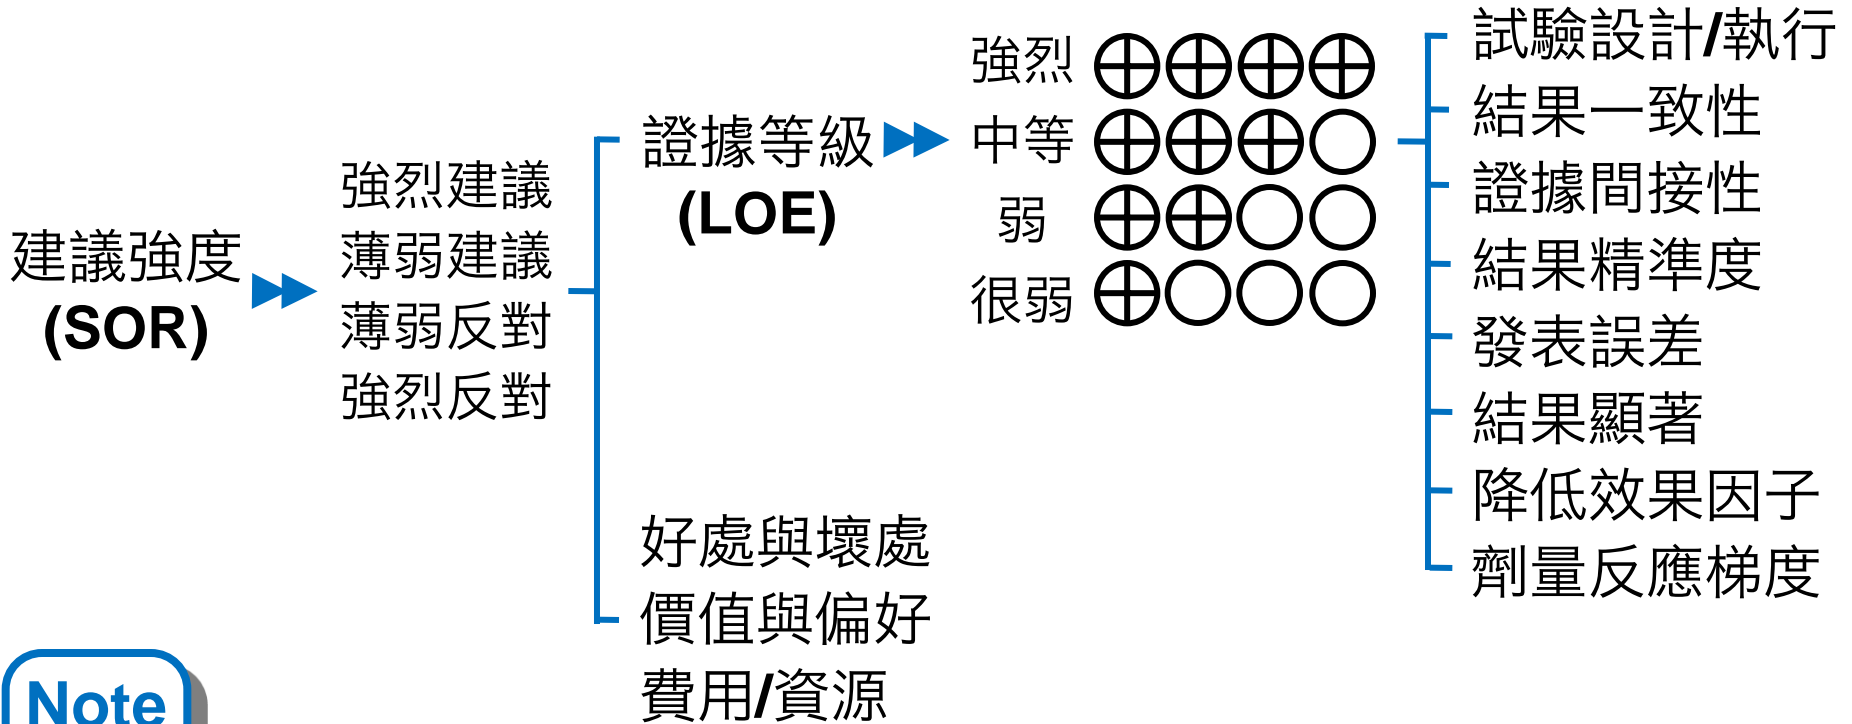 建議強度
(SOR)
強烈建議
薄弱建議
薄弱反對
強烈反對
證據等級
(LOE)
好處與壞處
價值與偏好
費用/資源
強烈
中等
弱
很弱
試驗設計/執行
結果一致性
證據間接性
結果精準度
發表誤差
結果顯著
降低效果因子
劑量反應梯度
Note